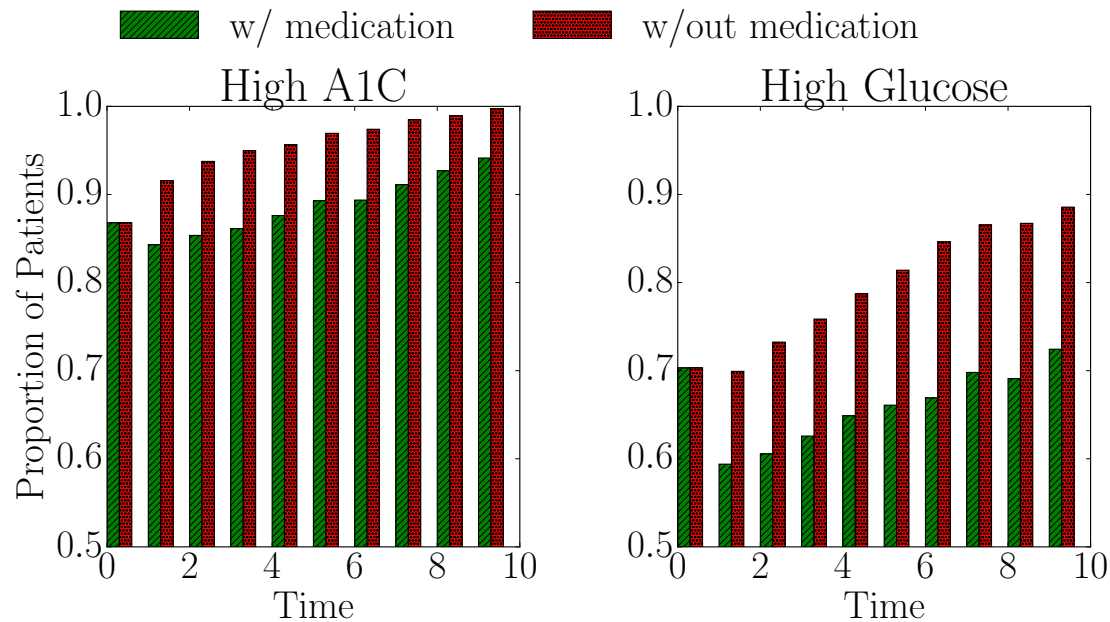 w/ medication w/out medication
High A1C
High Glucose
Proportion of Patients
1.0
0.9
0.8
0.7
0.6
0.5
0 2 4 6 8 10
Time
1.0
0.9
0.8
0.7
0.6
0.5
0 2 4 6 8 10
Time